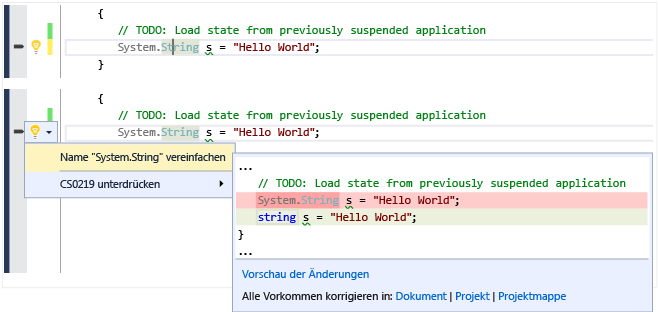 {
// TODO: Load state from previously suspended application
System.String s = "Hello World";
}
{
// TODO: Load state from previously suspended application
System.String s = "Hello World";
Name "System.String" vereinfachen
CS0219 unterdrücken
...
// TODO: Load state from previously suspended application
System.String s = "Hello World";
string s = "Hello World";
}
...
Vorschau der Änderungen
Alle Vorkommen korrigieren in: Dokument | Projekt | Projektmappe